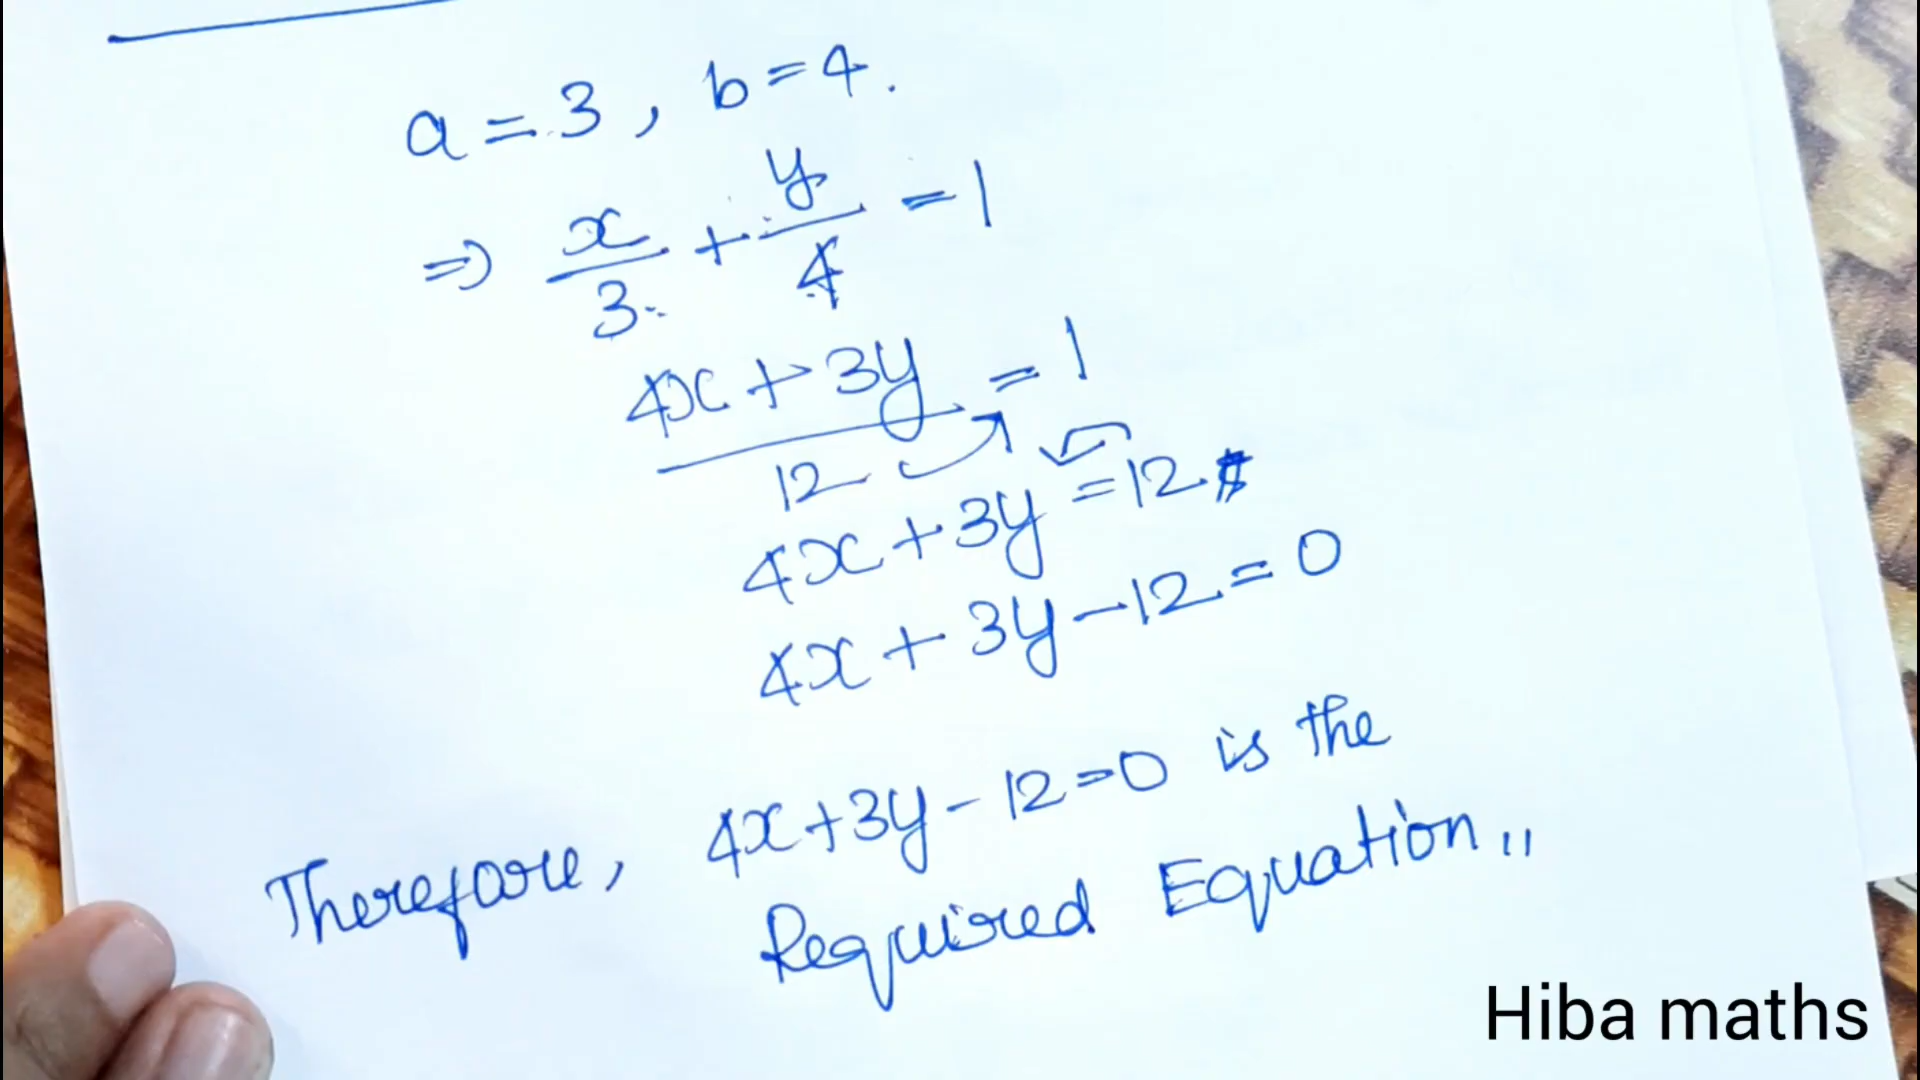 a = 3, b = 4.
⇒ x/3 + y/4 = 1
4x + 3y / 12 = 1
4x + 3y = 12
4x + 3y - 12 = 0
Therefore, 4x + 3y - 12 = 0 is the
Required Equation,,
Hiba maths